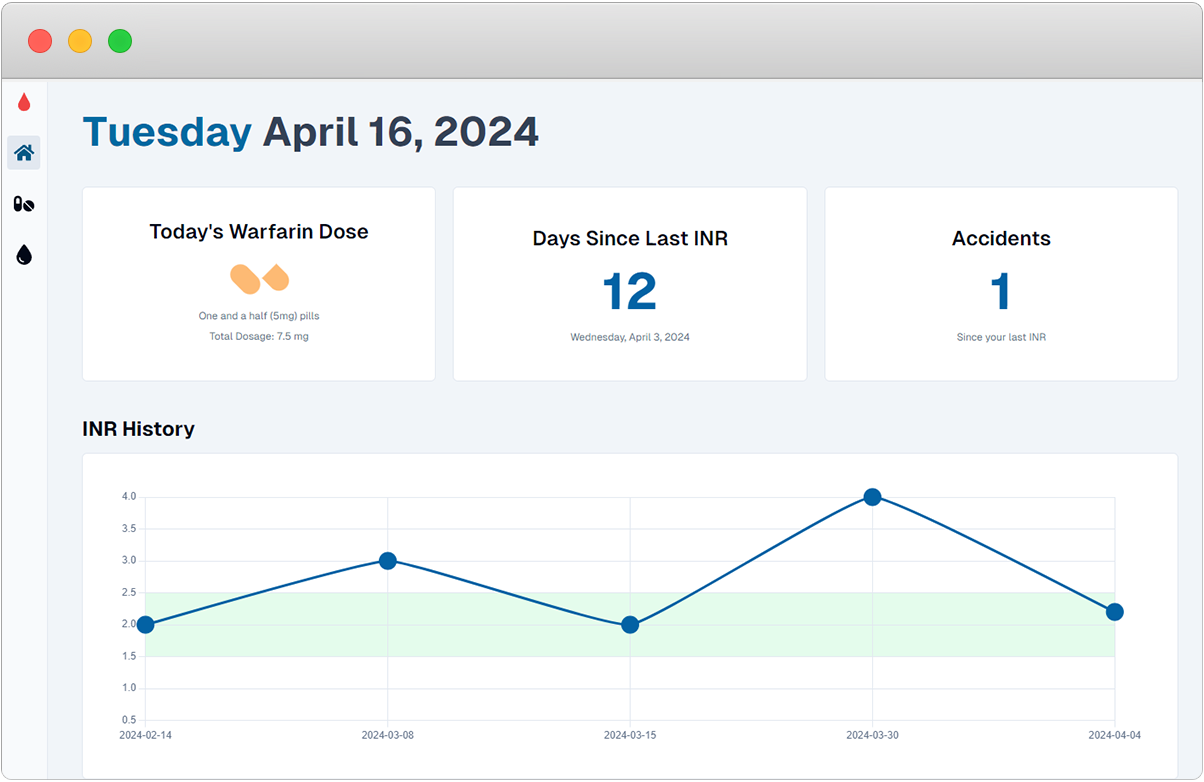 Tuesday April 16, 2024
Today's Warfarin Dose
One and a half (5mg) pills
Total Dosage: 7.5 mg
Days Since Last INR
12
Wednesday, April 3, 2024
Accidents
1
Since your last INR
INR History
4.0
3.5
3.0
2.5
2.0
1.5
1.0
0.5
2024-02-14 2024-03-08 2024-03-15 2024-03-30 2024-04-04